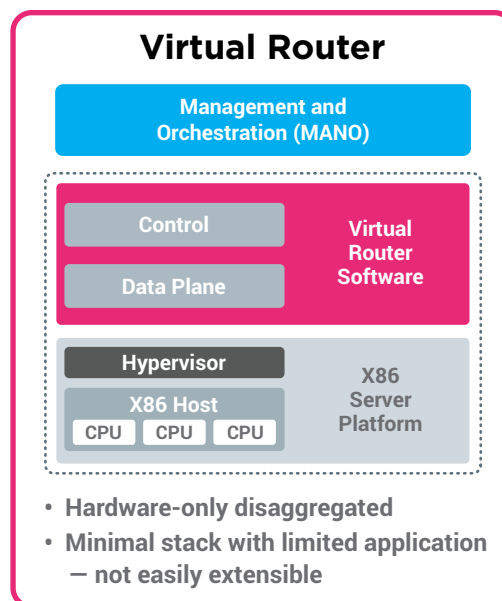 Virtual Router
Management and
Orchestration (MANO)
Control
Data Plane
Virtual
Router
Software
Hypervisor
X86 Host
CPU CPU CPU
X86
Server
Platform
• Hardware-only disaggregated
• Minimal stack with limited application
— not easily extensible